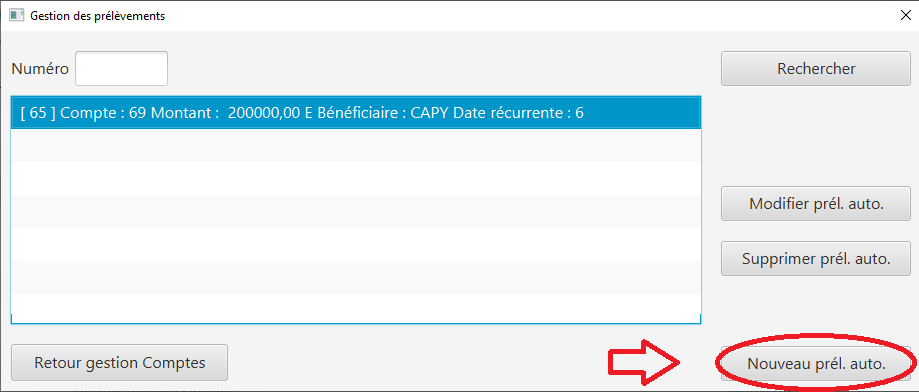 Gestion des prélèvements
Numéro
Rechercher
[ 65 ] Compte : 69 Montant :  200000,00 E Bénéficiaire : CAPY Date récurrente : 6
Modifier prél. auto.
Supprimer prél. auto.
Retour gestion Comptes
Nouveau prél. auto.